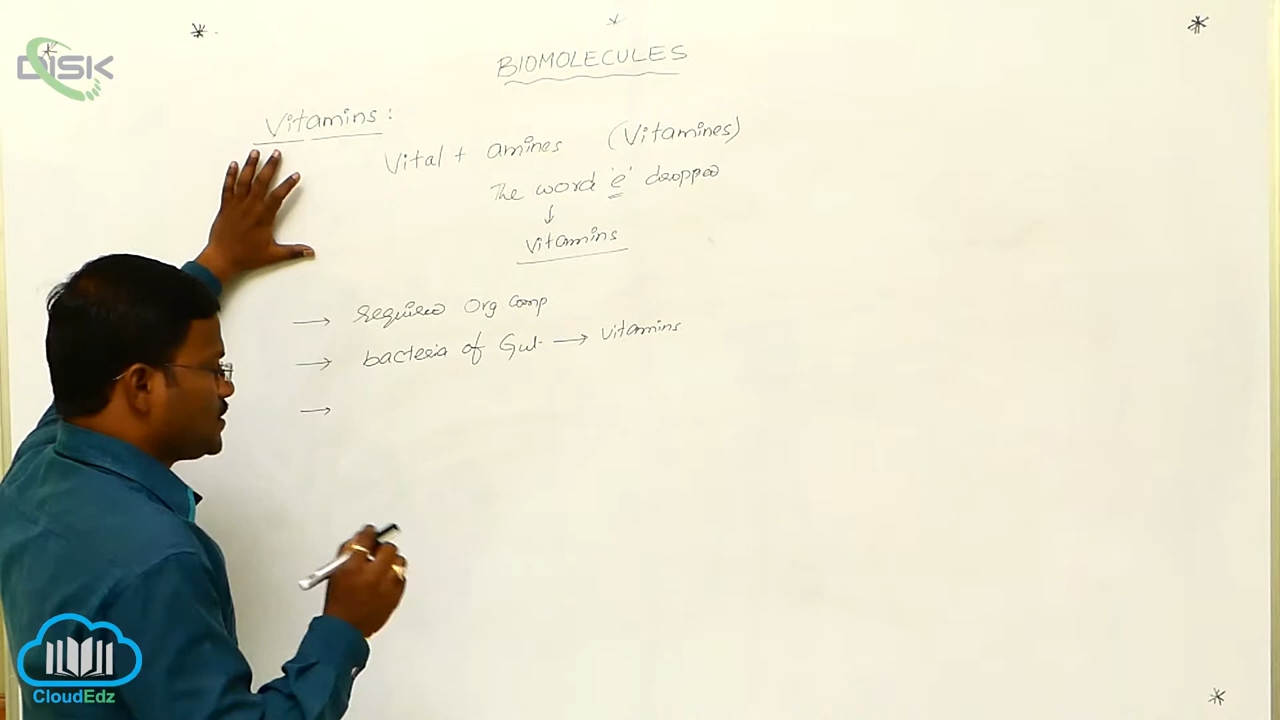 DISK
BIOMOLECULES
Vitamins :
Vital + amines (Vitamines)
The word 'e' dropped
↓
Vitamins
→ required Org Comp
→ bacteria of Gut → Vitamins
→
CloudEdz